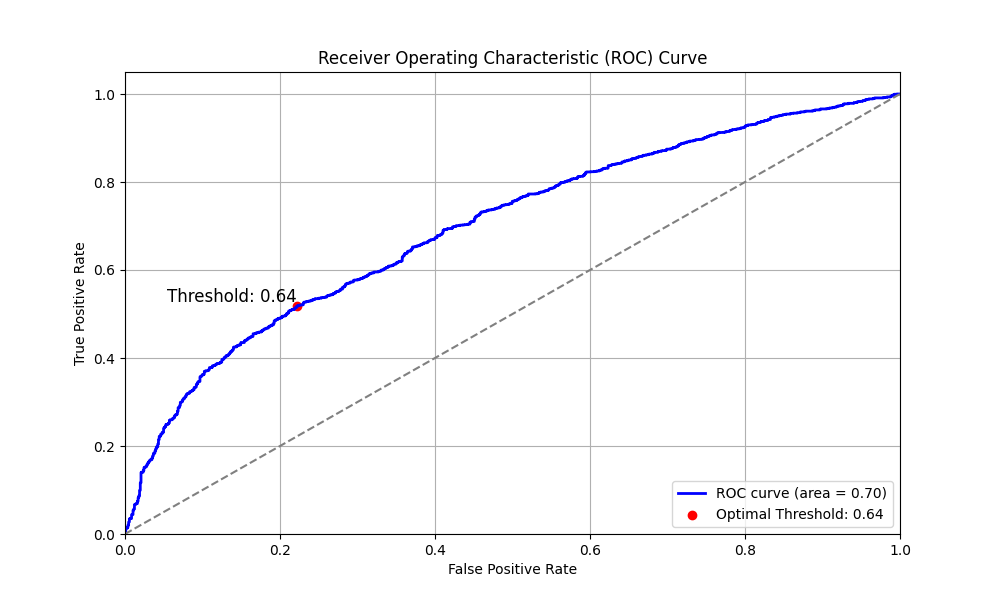 Receiver Operating Characteristic (ROC) Curve
True Positive Rate
1.0
0.8
0.6
0.4
0.2
0.0
Threshold: 0.64
ROC curve (area = 0.70)
Optimal Threshold: 0.64
0.0 0.2 0.4 0.6 0.8 1.0
False Positive Rate